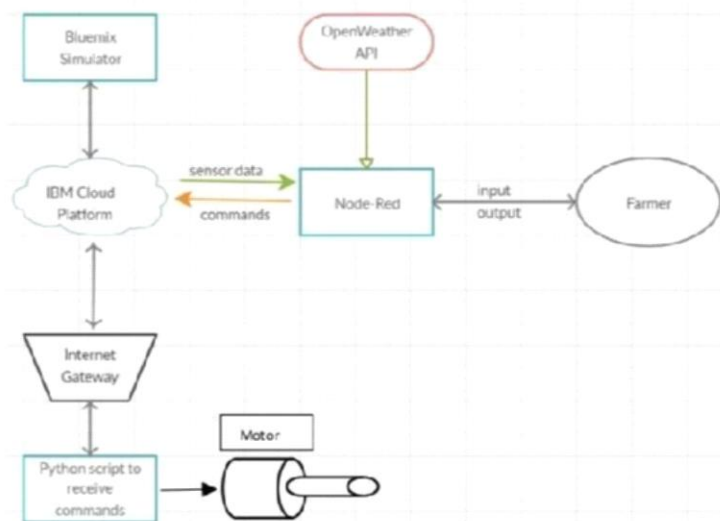 Bluemix
Simulator
OpenWeather
API
sensor data
IBM Cloud
Platform
commands
Node-Red
input
output
Farmer
Internet
Gateway
Motor
Python script to
receive
commands